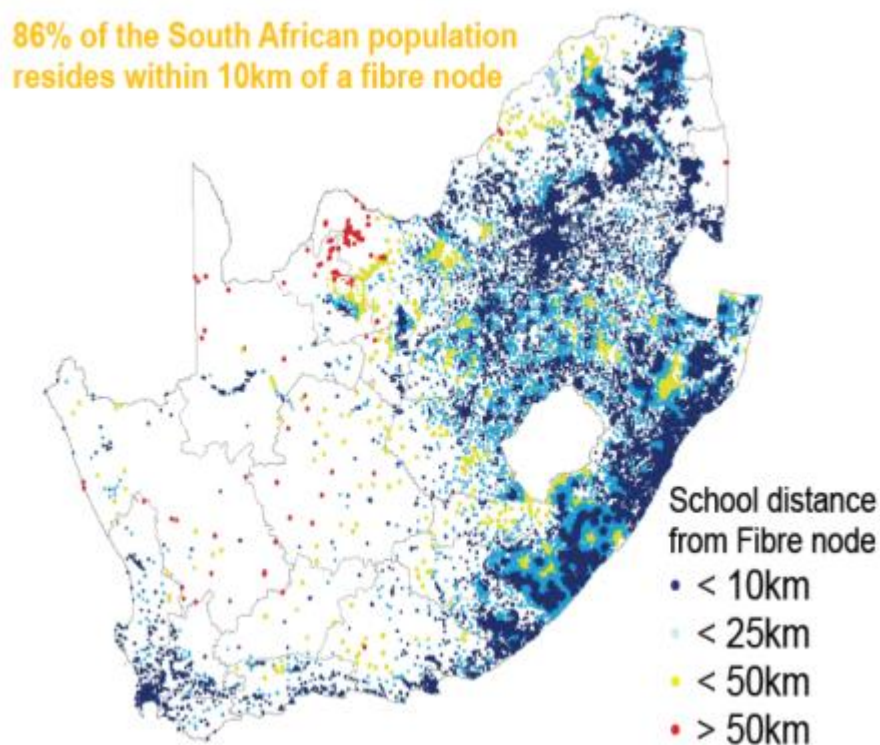 86% of the South African population
resides within 10km of a fibre node
School distance
from Fibre node
< 10km
< 25km
< 50km
> 50km